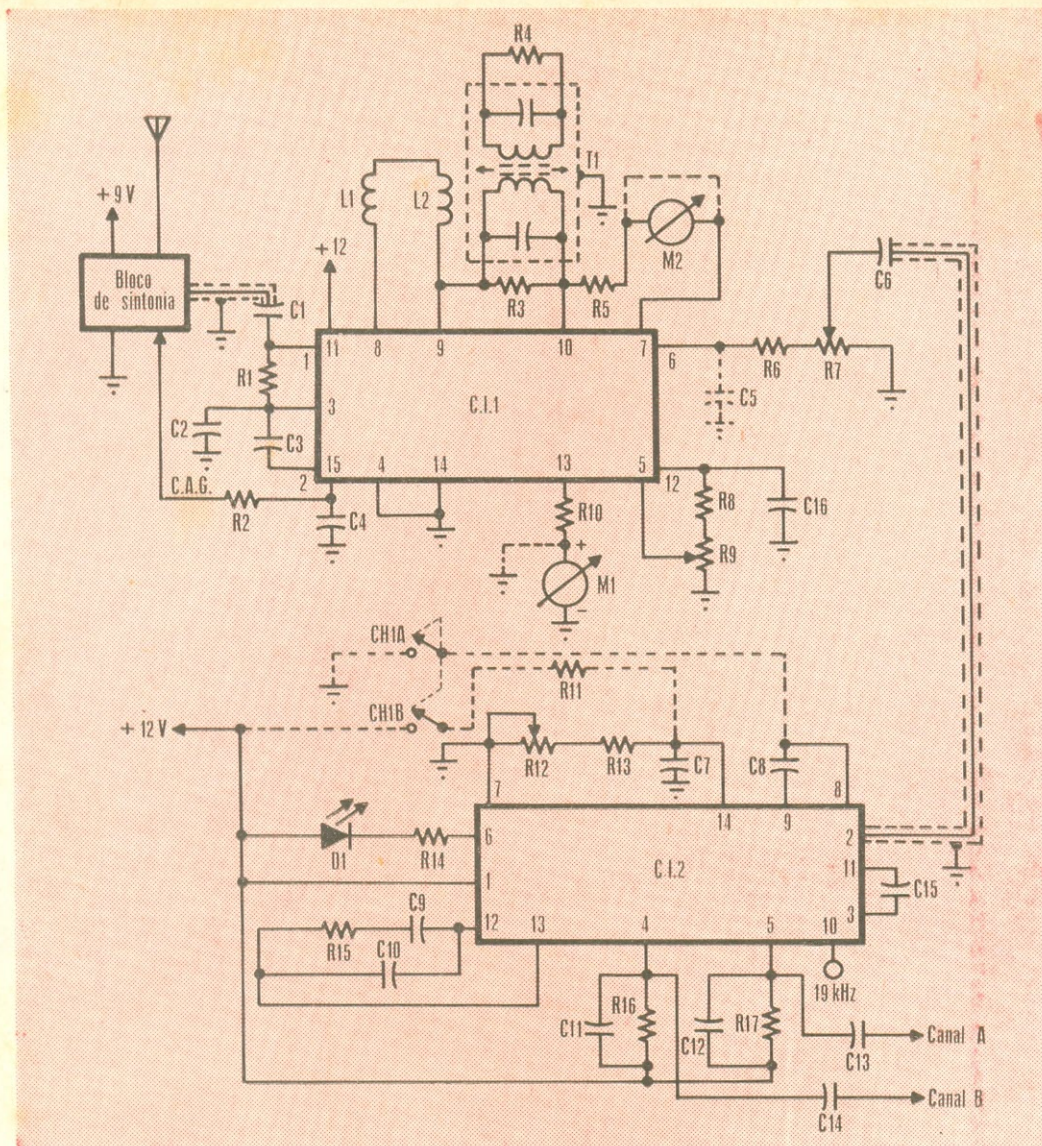 R4
T1
+ 9 V
L1
L2
M2
+ 12
C6
Bloco
de sintonia
C1
R3
R5
11
8
9
10
7
1
6
R6
R7
R1
C5
3
C.I.1
C2
C3
15
4
14
13
5
2
12
C.A.G.
R2
C4
R10
R8
C16
R9
+
M1
–
CH1A
R11
CH1B
+ 12 V
R12
R13
C7
C8
7
14
9
8
6
2
D1
R14
C.I.2
11
1
C15
C9
12
13
4
5
10
3
R15
C10
19 kHz
R16
R17
C11
C12
Canal A
C13
Canal B
C14